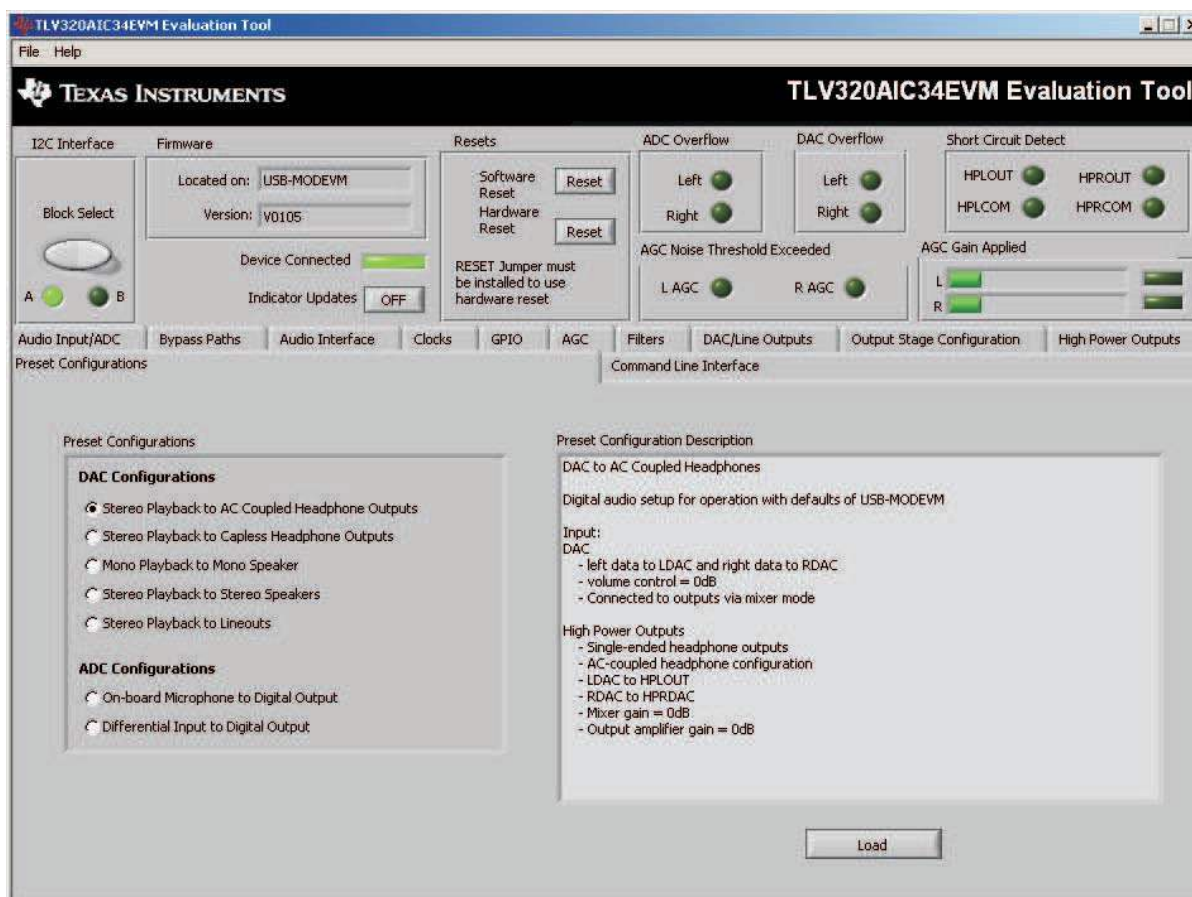 TLV320AIC34EVM Evaluation Tool
File Help
TEXAS INSTRUMENTS
TLV320AIC34EVM Evaluation Tool
I2C Interface
Block Select
A
B
Firmware
Located on: USB-MODEVM
Version: V0105
Device Connected
Indicator Updates OFF
Resets
Software
Reset
Reset
Hardware
Reset
Reset
RESET Jumper must
be installed to use
hardware reset
ADC Overflow
Left
Right
DAC Overflow
Left
Right
Short Circuit Detect
HPLOUT HPROUT
HPLCOM HPRCOM
AGC Noise Threshold Exceeded
L AGC R AGC
AGC Gain Applied
L
R
Audio Input/ADC Bypass Paths Audio Interface Clocks GPIO AGC Filters DAC/Line Outputs Output Stage Configuration High Power Outputs
Preset Configurations Command Line Interface
Preset Configurations
DAC Configurations
Stereo Playback to AC Coupled Headphone Outputs
Stereo Playback to Capless Headphone Outputs
Mono Playback to Mono Speaker
Stereo Playback to Stereo Speakers
Stereo Playback to Lineouts
ADC Configurations
On-board Microphone to Digital Output
Differential Input to Digital Output
Preset Configuration Description
DAC to AC Coupled Headphones
Digital audio setup for operation with defaults of USB-MODEVM
Input:
DAC
- left data to LDAC and right data to RDAC
- volume control = 0dB
- Connected to outputs via mixer mode
High Power Outputs
- Single-ended headphone outputs
- AC-coupled headphone configuration
- LDAC to HPLOUT
- RDAC to HPRDAC
- Mixer gain = 0dB
- Output amplifier gain = 0dB
Load